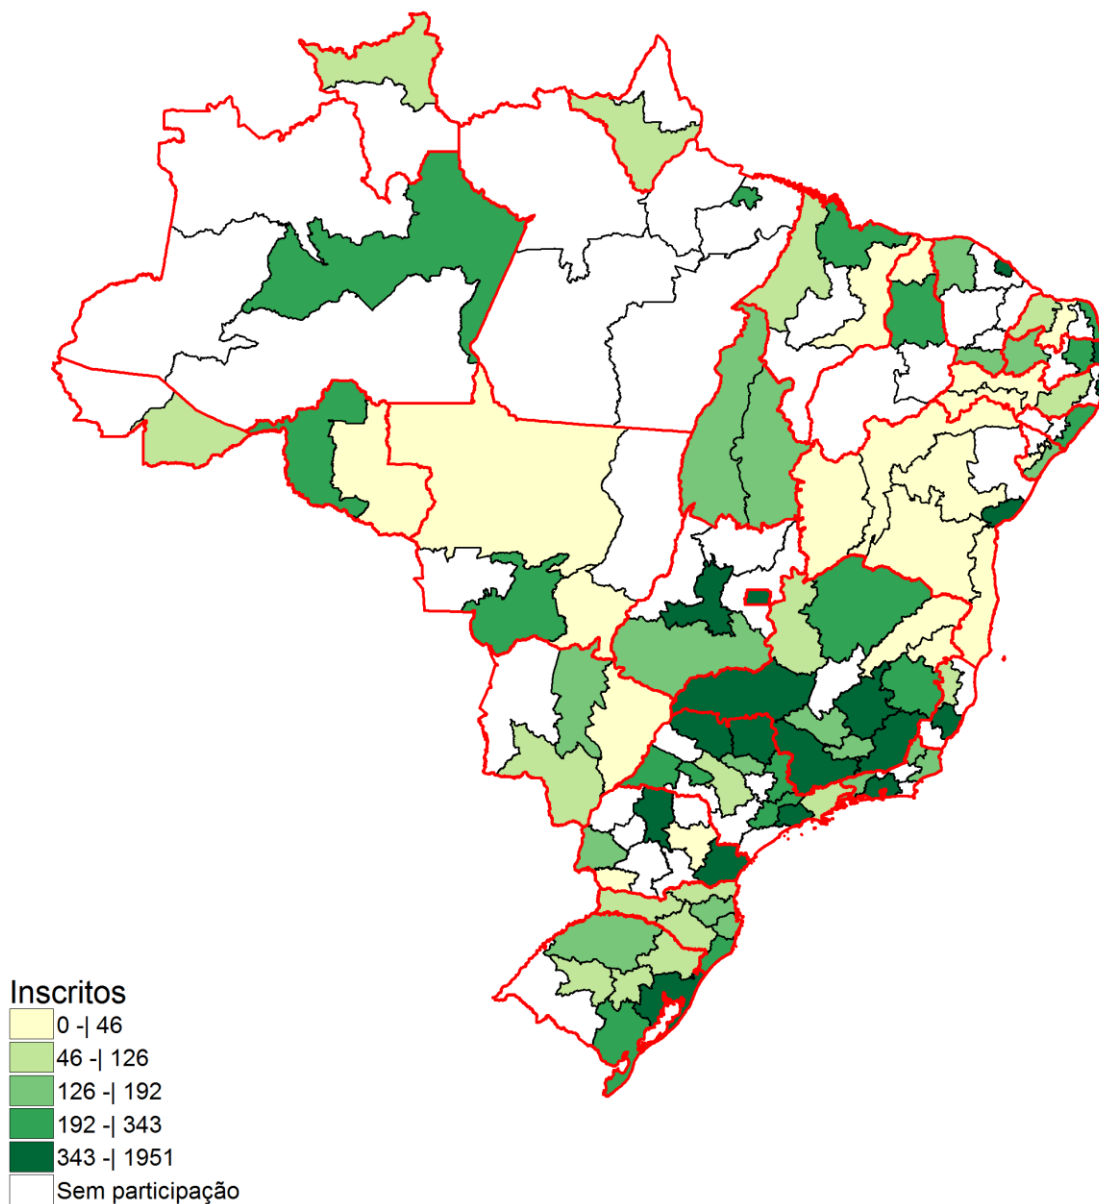 Inscritos
0 -| 46
46 -| 126
126 -| 192
192 -| 343
343 -| 1951
Sem participação